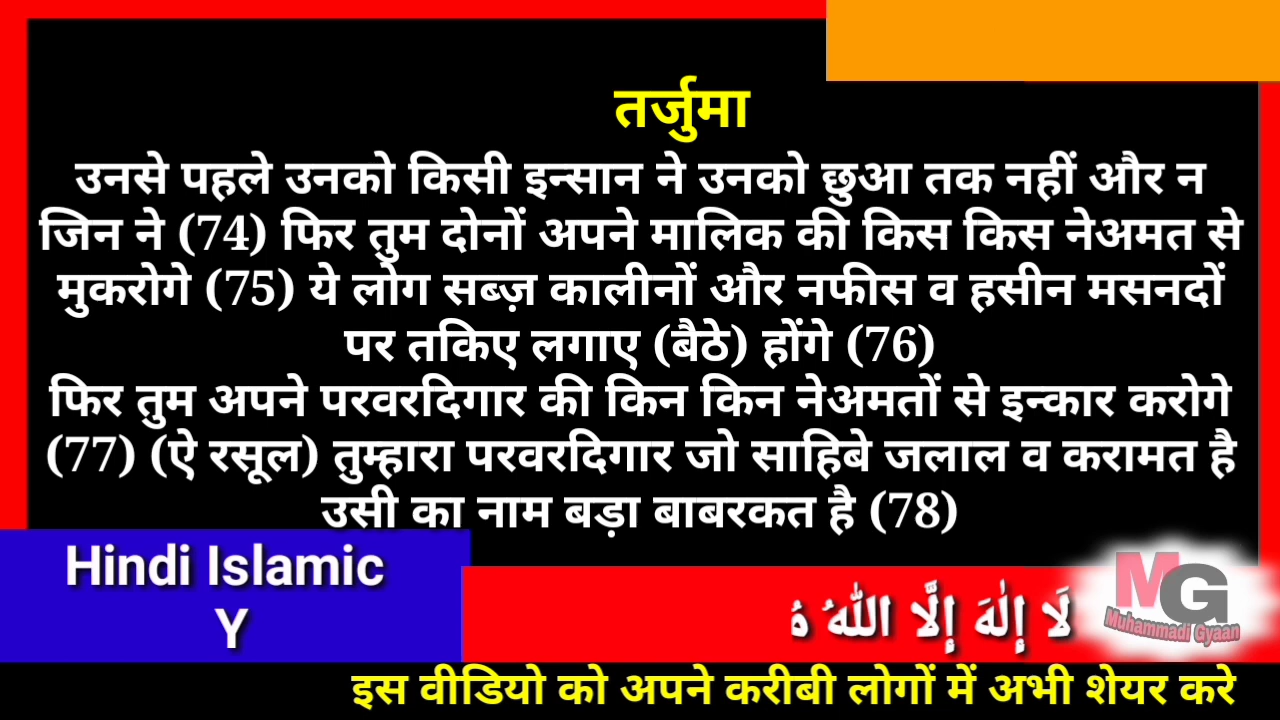 तर्जुमा
उनसे पहले उनको किसी इन्सान ने उनको छुआ तक नहीं और न
जिन ने (74) फिर तुम दोनों अपने मालिक की किस किस नेअमत से
मुकरोगे (75) ये लोग सब्ज़ कालीनों और नफीस व हसीन मसनदों
पर तकिए लगाए (बैठे) होंगे (76)
फिर तुम अपने परवरदिगार की किन किन नेअमतों से इन्कार करोगे
(77) (ऐ रसूल) तुम्हारा परवरदिगार जो साहिबे जलाल व करामत है
उसी का नाम बड़ा बाबरकत है (78)
Hindi Islamic
Y
لَا إِلٰهَ إِلَّا اللّٰهُ
MG
Muhammadi Gyaan
इस वीडियो को अपने करीबी लोगों में अभी शेयर करे